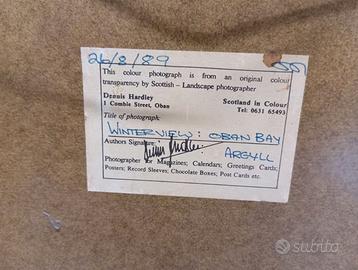 26/8/89
This colour photograph is from an original colour
transparency by Scottish - Landscape photographer
Dennis Hardley
1 Combie Street, Oban
Scotland in Colour
Tel: 0631 65493
Title of photograph:
WINTERVIEW: OBAN BAY
ARGYLL
Authors Signature:
Photographer for Magazines; Calendars; Greetings Cards;
Posters; Record Sleeves; Chocolate Boxes; Post Cards etc.
subito